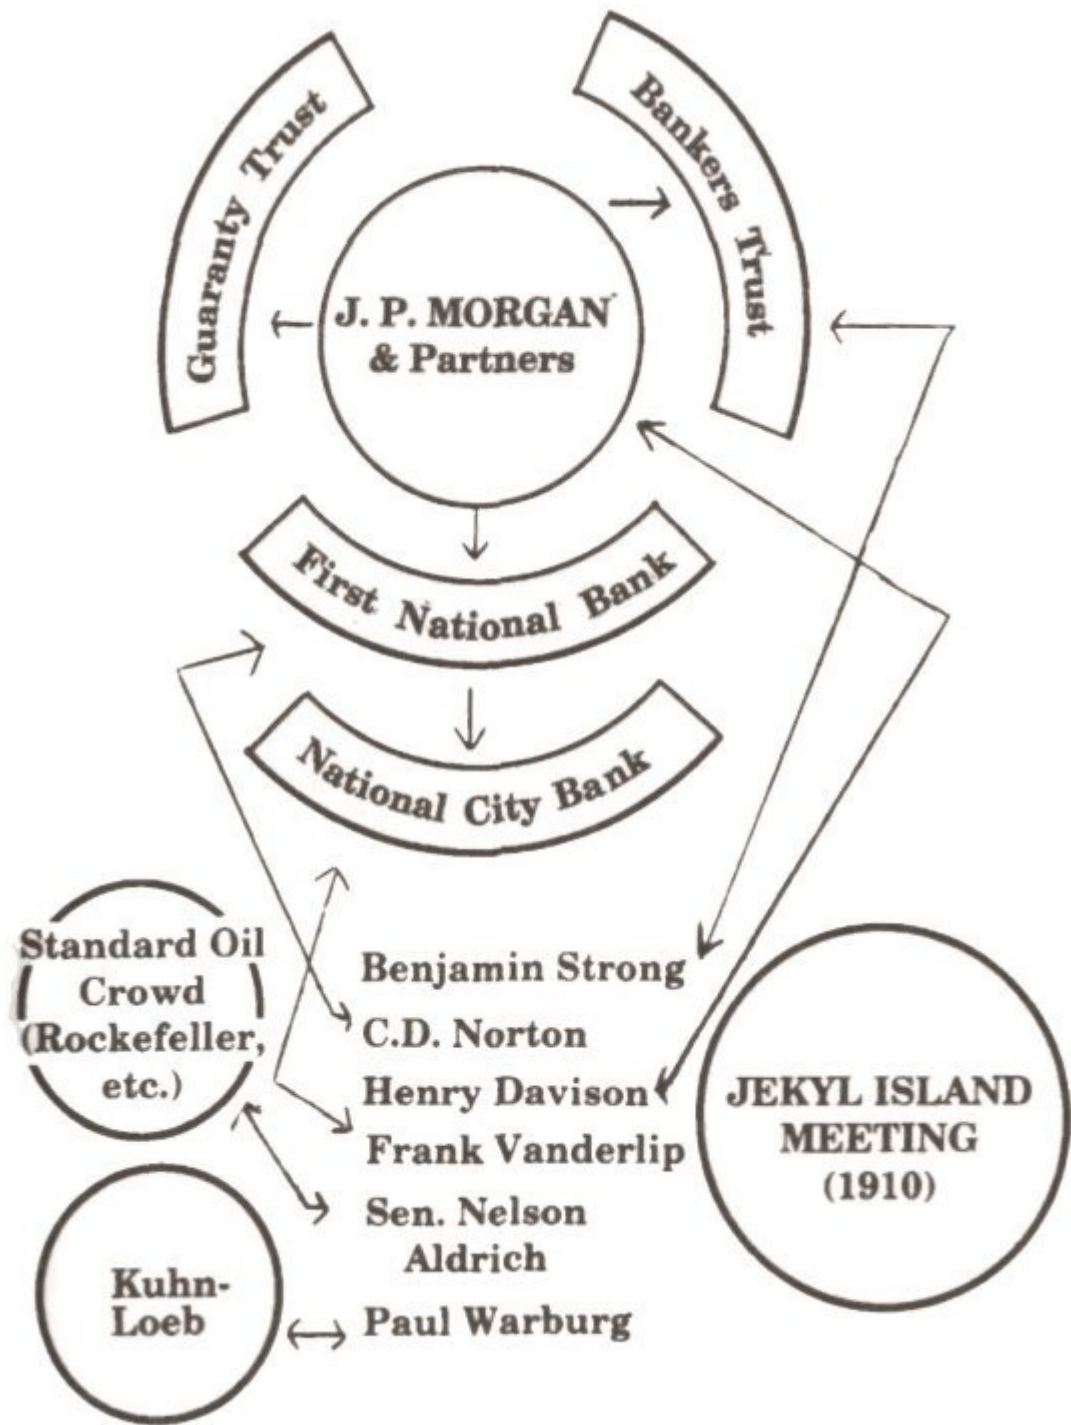 Guaranty Trust
Bankers Trust
J. P. MORGAN
& Partners
First National Bank
National City Bank
Standard Oil
Crowd
(Rockefeller,
etc.)
Kuhn-
Loeb
Benjamin Strong
C.D. Norton
Henry Davison
Frank Vanderlip
Sen. Nelson
Aldrich
Paul Warburg
JEKYL ISLAND
MEETING
(1910)